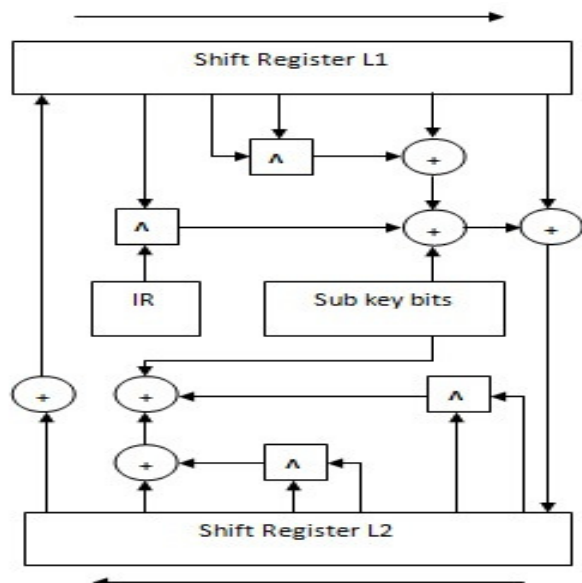 Shift Register L1
ʌ
+
ʌ
+
+
IR
Sub key bits
+
+
ʌ
+
ʌ
Shift Register L2